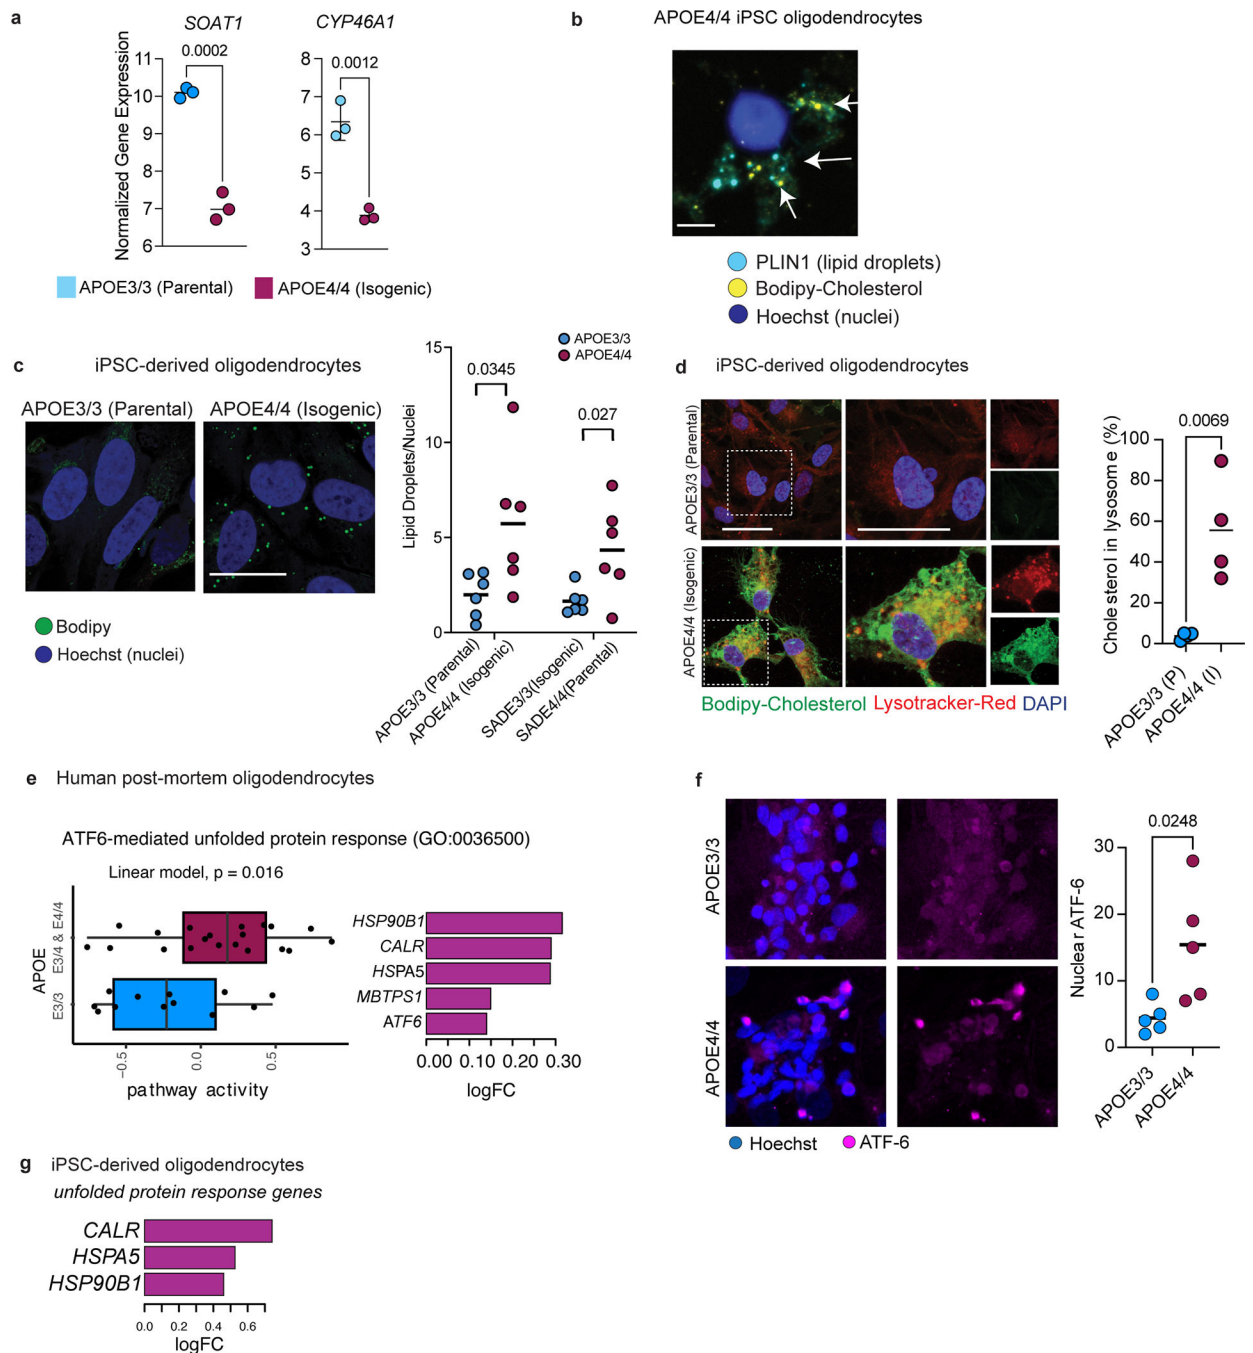 a
SOAT1
CYP46A1
0.0002
0.0012
Normalized Gene Expression
11
10
9
8
7
6
8
7
6
5
4
3
APOE3/3 (Parental)
APOE4/4 (Isogenic)
b
APOE4/4 iPSC oligodendrocytes
PLIN1 (lipid droplets)
Bodipy-Cholesterol
Hoechst (nuclei)
c
iPSC-derived oligodendrocytes
APOE3/3 (Parental)
APOE4/4 (Isogenic)
Bodipy
Hoechst (nuclei)
APOE3/3
APOE4/4
0.0345
0.027
Lipid Droplets/Nuclei
15
10
5
0
APOE3/3 (Parental)
APOE4/4 (Isogenic)
SADE3/3(Isogenic)
SADE4/4(Parental)
d
iPSC-derived oligodendrocytes
APOE3/3 (Parental)
APOE4/4 (Isogenic)
Bodipy-Cholesterol Lysotracker-Red DAPI
0.0069
Cholesterol in lysosome (%)
100
80
60
40
20
0
APOE3/3 (P)
APOE4/4 (I)
e
Human post-mortem oligodendrocytes
ATF6-mediated unfolded protein response (GO:0036500)
Linear model, p = 0.016
APOE
E3/4 & E4/4
E3/3
−0.5
0.0
0.5
pathway activity
HSP90B1
CALR
HSPA5
MBTPS1
ATF6
0.00 0.10 0.20 0.30
logFC
f
APOE3/3
APOE4/4
Hoechst
ATF-6
0.0248
Nuclear ATF-6
30
20
10
0
APOE3/3
APOE4/4
g
iPSC-derived oligodendrocytes
unfolded protein response genes
CALR
HSPA5
HSP90B1
0.0 0.2 0.4 0.6
logFC